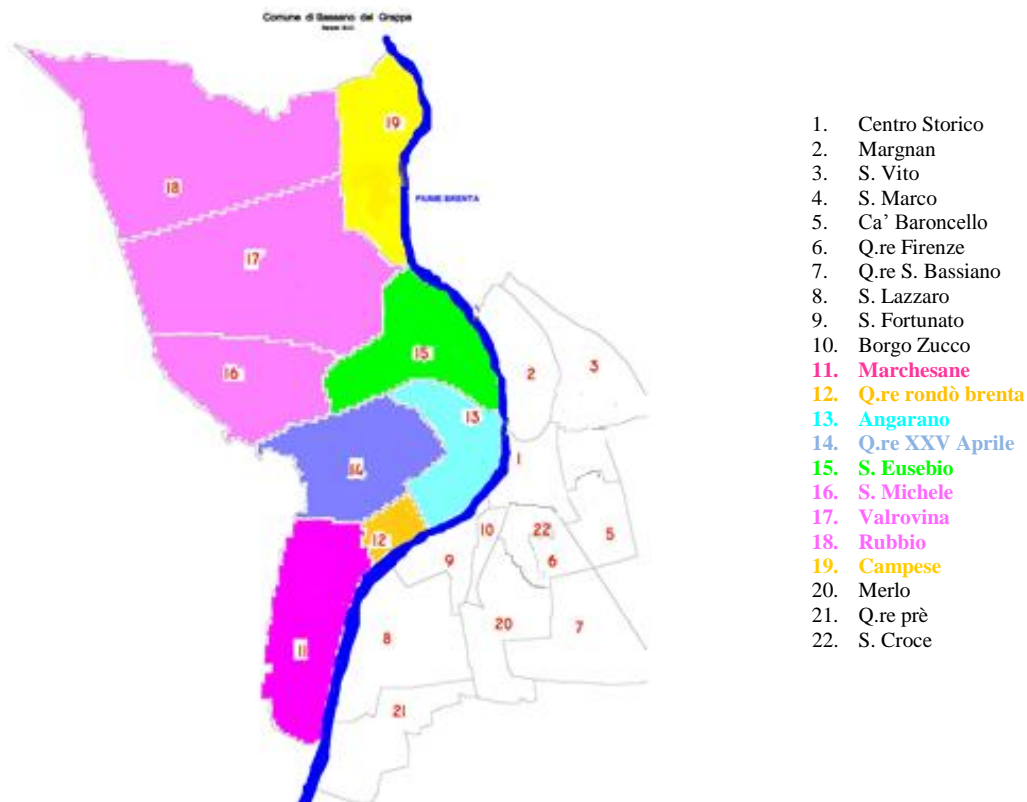 Comune di Bassano del Grappa
19
18
FIUME BRENTA
17
15
16
2
3
13
14
1
10
22
5
12
9
6
20
7
8
11
21
1. Centro Storico
2. Margnan
3. S. Vito
4. S. Marco
5. Ca’ Baroncello
6. Q.re Firenze
7. Q.re S. Bassiano
8. S. Lazzaro
9. S. Fortunato
10. Borgo Zucco
11. Marchesane
12. Q.re rondò brenta
13. Angarano
14. Q.re XXV Aprile
15. S. Eusebio
16. S. Michele
17. Valrovina
18. Rubbio
19. Campese
20. Merlo
21. Q.re prè
22. S. Croce